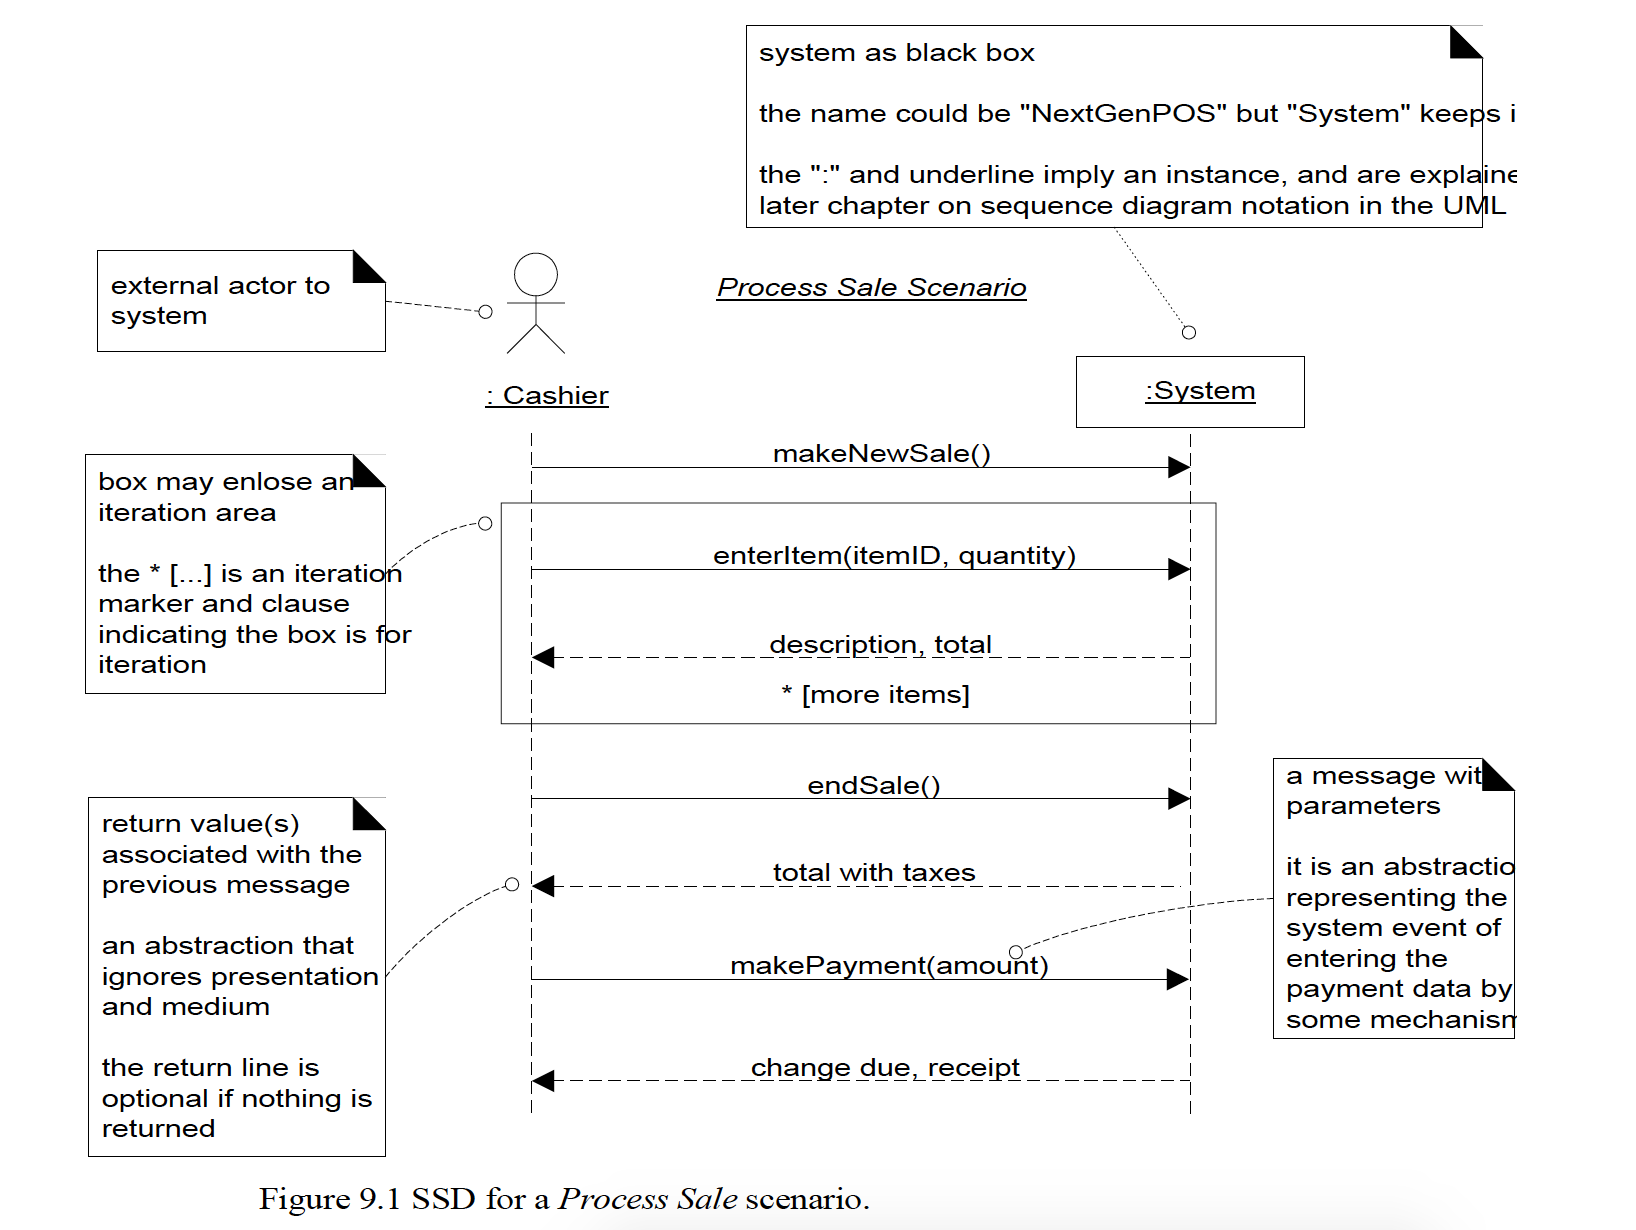 system as black box
the name could be "NextGenPOS" but "System" keeps i
the ":" and underline imply an instance, and are explaine
later chapter on sequence diagram notation in the UML
external actor to
system
Process Sale Scenario
: Cashier
:System
makeNewSale()
box may enlose an
iteration area
the * [...] is an iteration
marker and clause
indicating the box is for
iteration
enterItem(itemID, quantity)
description, total
* [more items]
endSale()
a message wit
parameters
it is an abstractio
representing the
system event of
entering the
payment data by
some mechanism
return value(s)
associated with the
previous message
an abstraction that
ignores presentation
and medium
the return line is
optional if nothing is
returned
total with taxes
makePayment(amount)
change due, receipt
Figure 9.1 SSD for a Process Sale scenario.